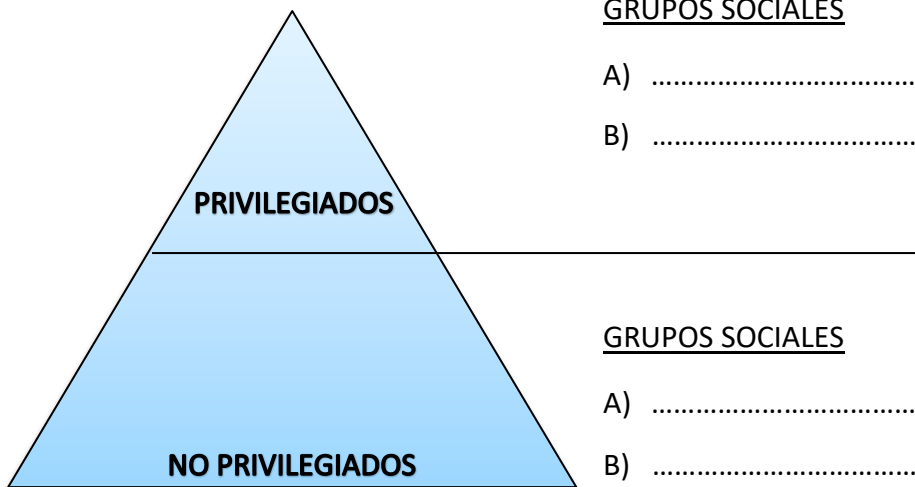 GRUPOS SOCIALES
A) ……………………………….
B) ……………………………….
PRIVILEGIADOS
GRUPOS SOCIALES
A) ……………………………….
B) ……………………………….
NO PRIVILEGIADOS